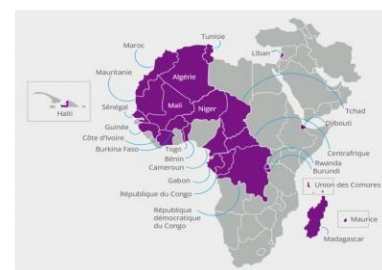 Tunisie
Maroc
Liban
Algérie
Mauritanie
Haïti
Mali
Niger
Sénégal
Tchad
Djibouti
Guinée
Côte d'Ivoire
Burkina Faso
Togo
Bénin
Cameroun
Centrafrique
Rwanda
Burundi
Gabon
République du Congo
Union des Comores
République
démocratique
du Congo
Maurice
Madagascar